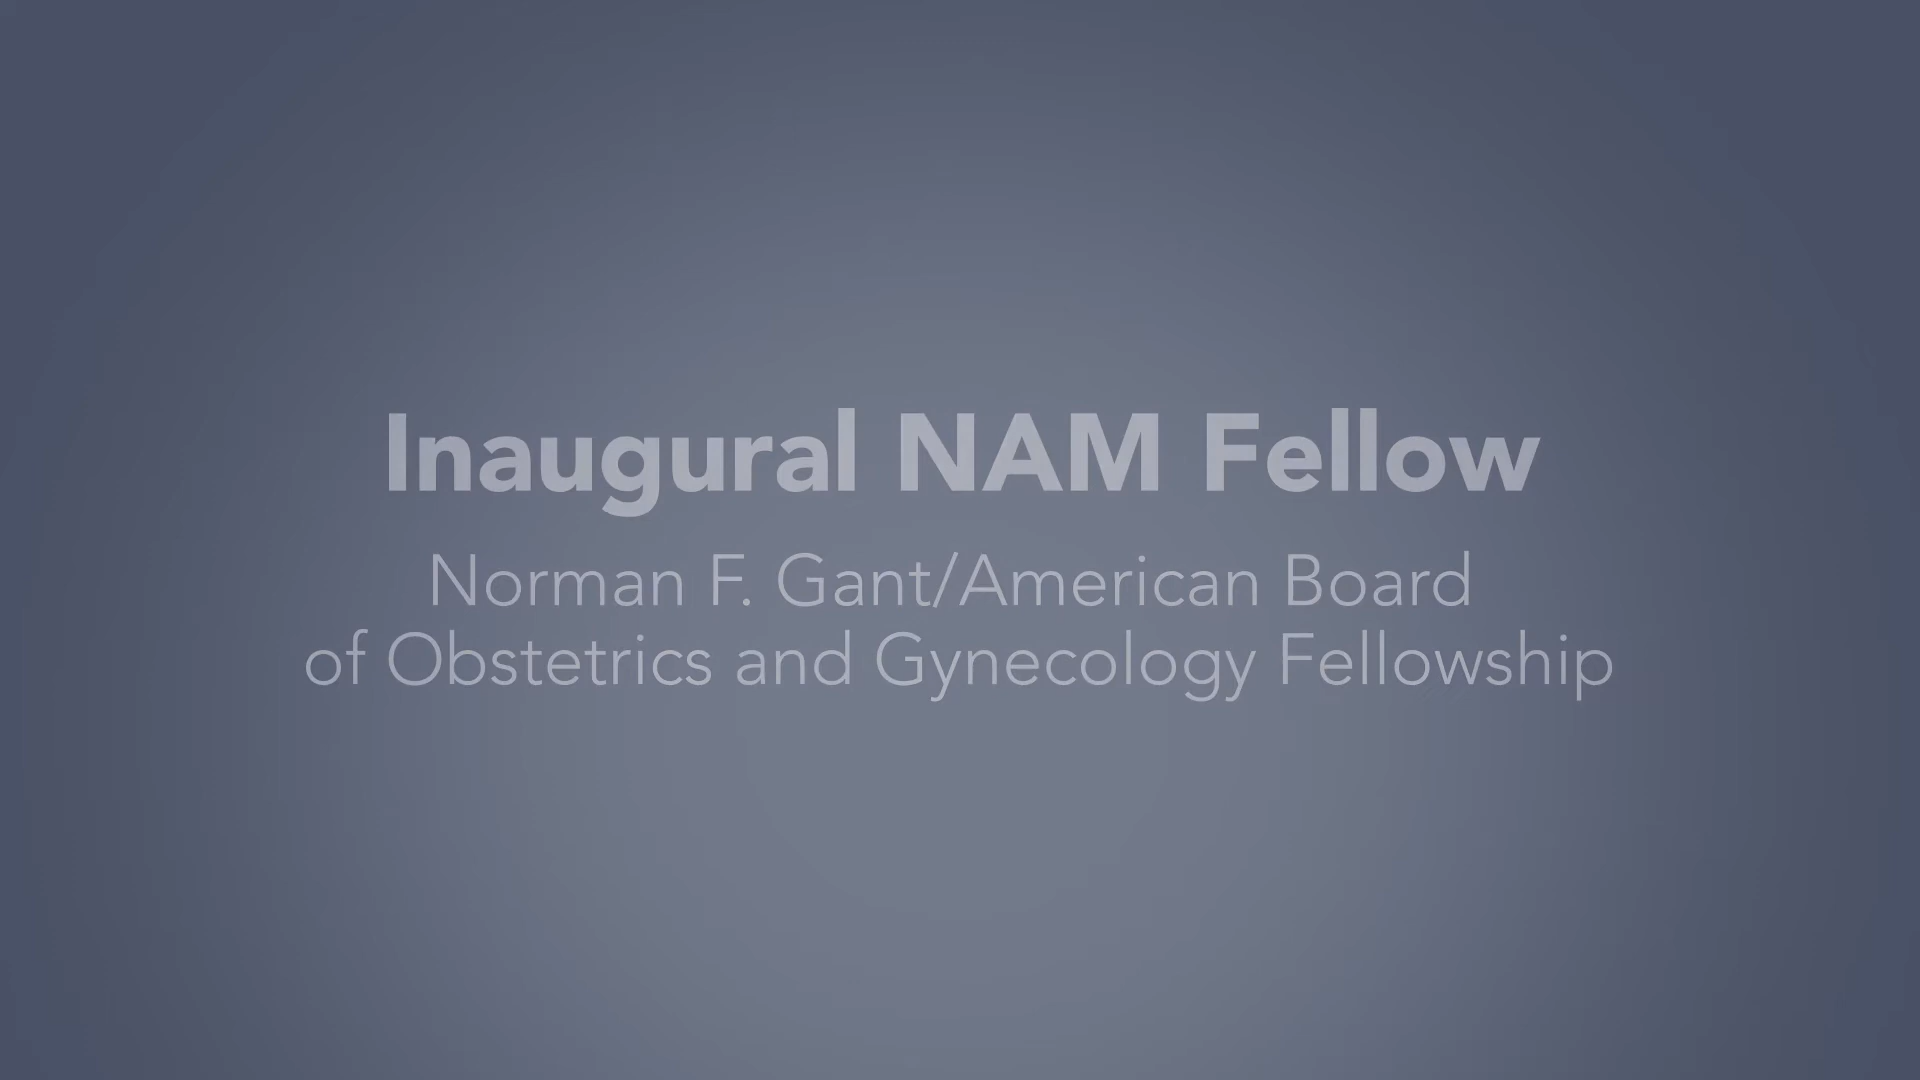 Inaugural NAM Fellow
Norman F. Gant/American Board
of Obstetrics and Gynecology Fellowship